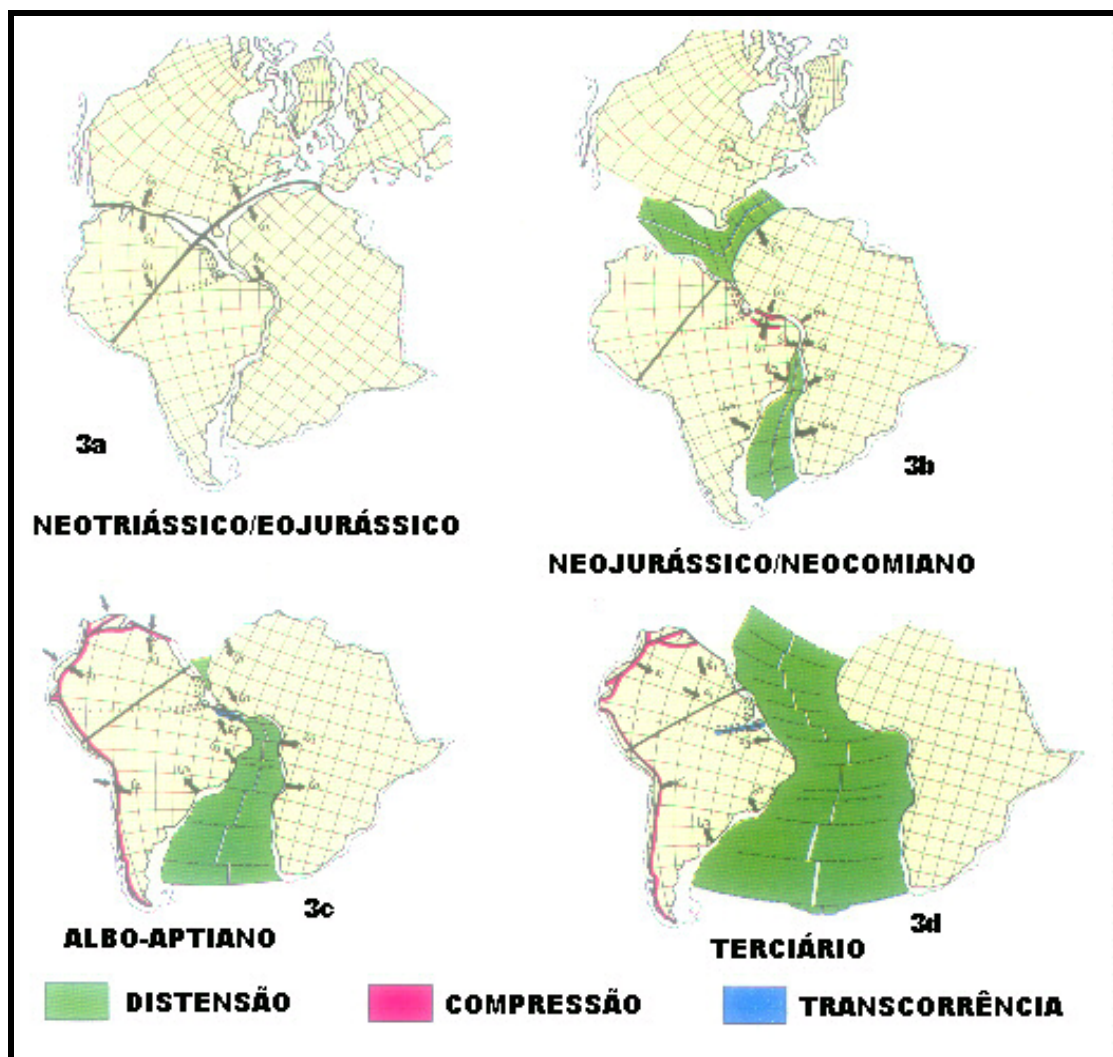 3a
NEOTRIÁSSICO/EOJURÁSSICO
3b
NEOJURÁSSICO/NEOCOMIANO
3c
ALBO-APTIANO
3d
TERCIÁRIO
DISTENSÃO
COMPRESSÃO
TRANSCORRÊNCIA